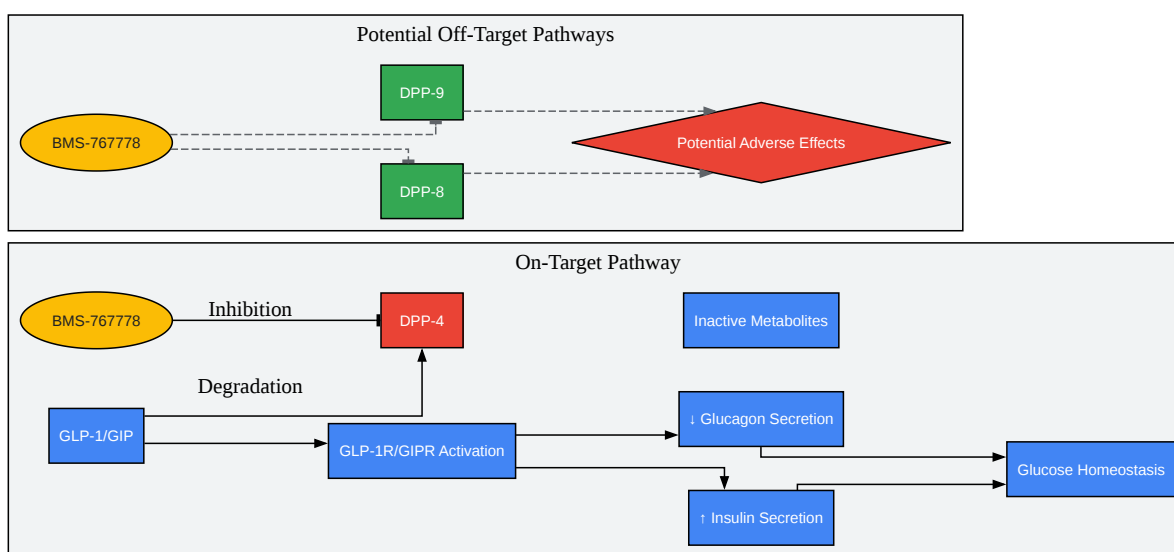 Potential Off-Target Pathways
DPP-9
BMS-767778
Potential Adverse Effects
DPP-8
On-Target Pathway
BMS-767778
Inhibition
DPP-4
Inactive Metabolites
Degradation
GLP-1/GIP
GLP-1R/GIPR Activation
↓ Glucagon Secretion
Glucose Homeostasis
↑ Insulin Secretion